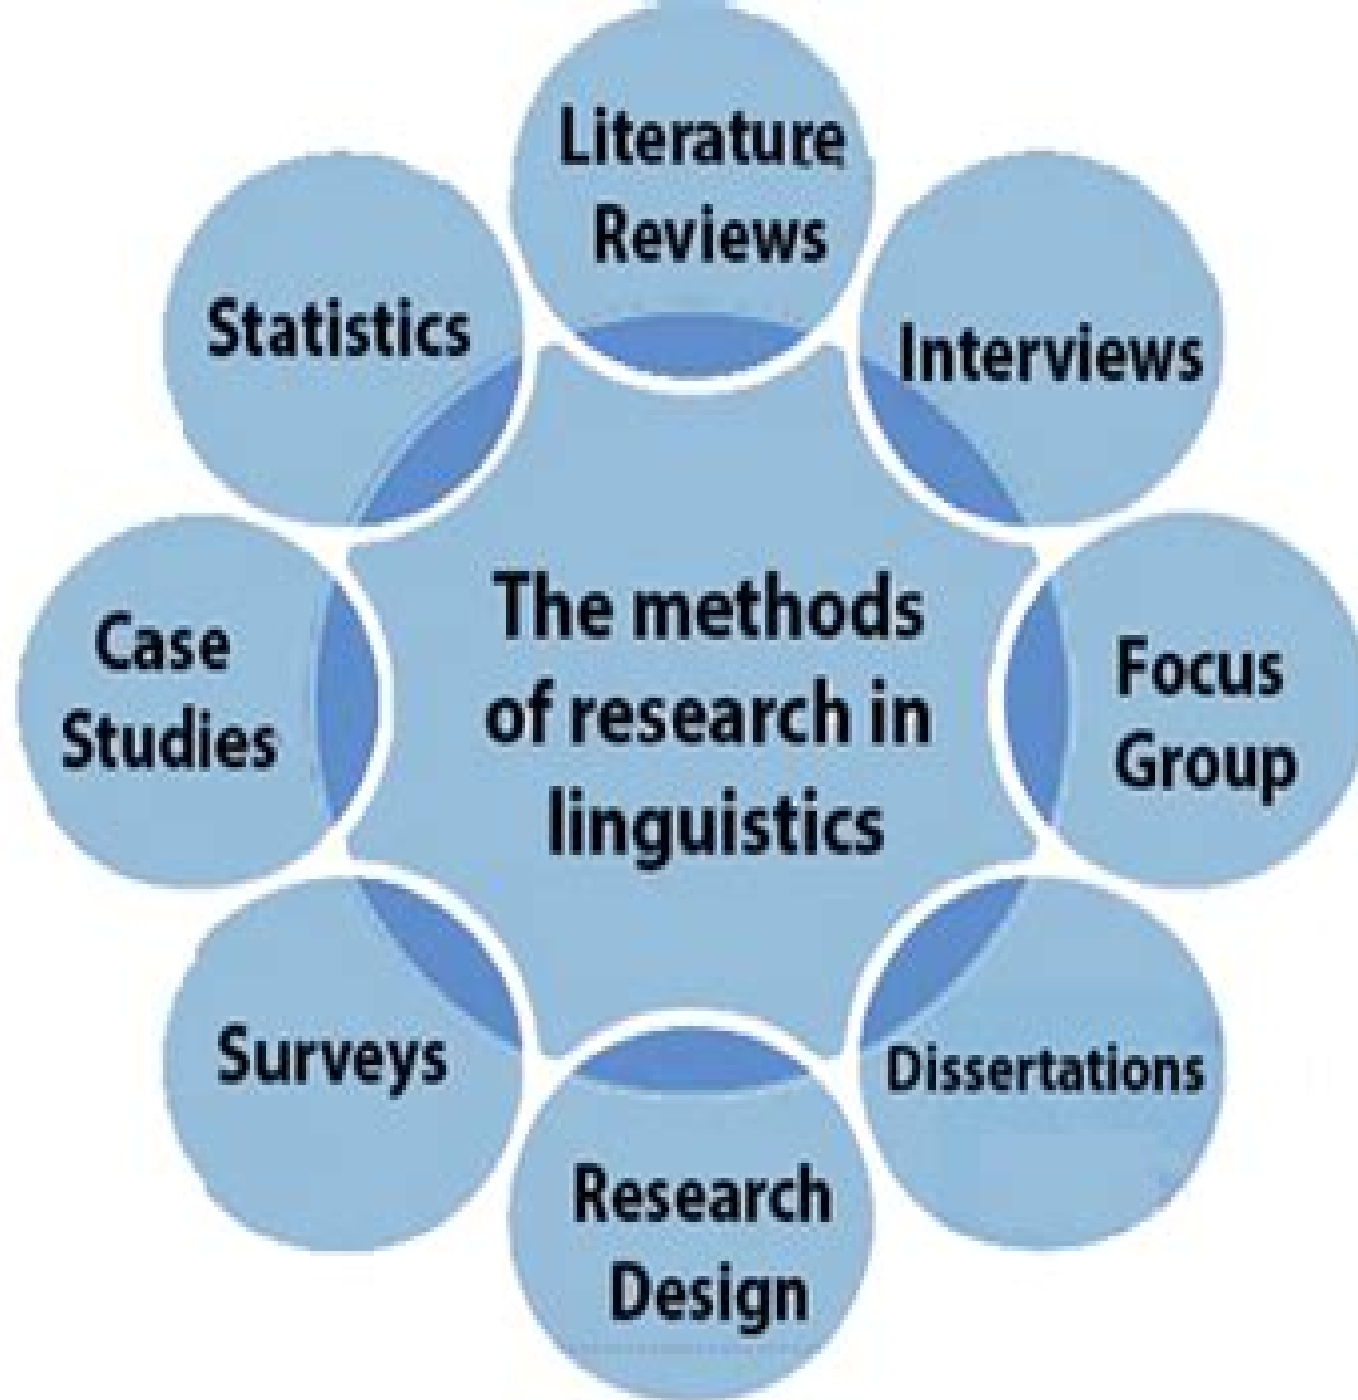 Literature
Reviews
Interviews
Focus
Group
Dissertations
Research
Design
Surveys
Case
Studies
Statistics
The methods
of research in
linguistics